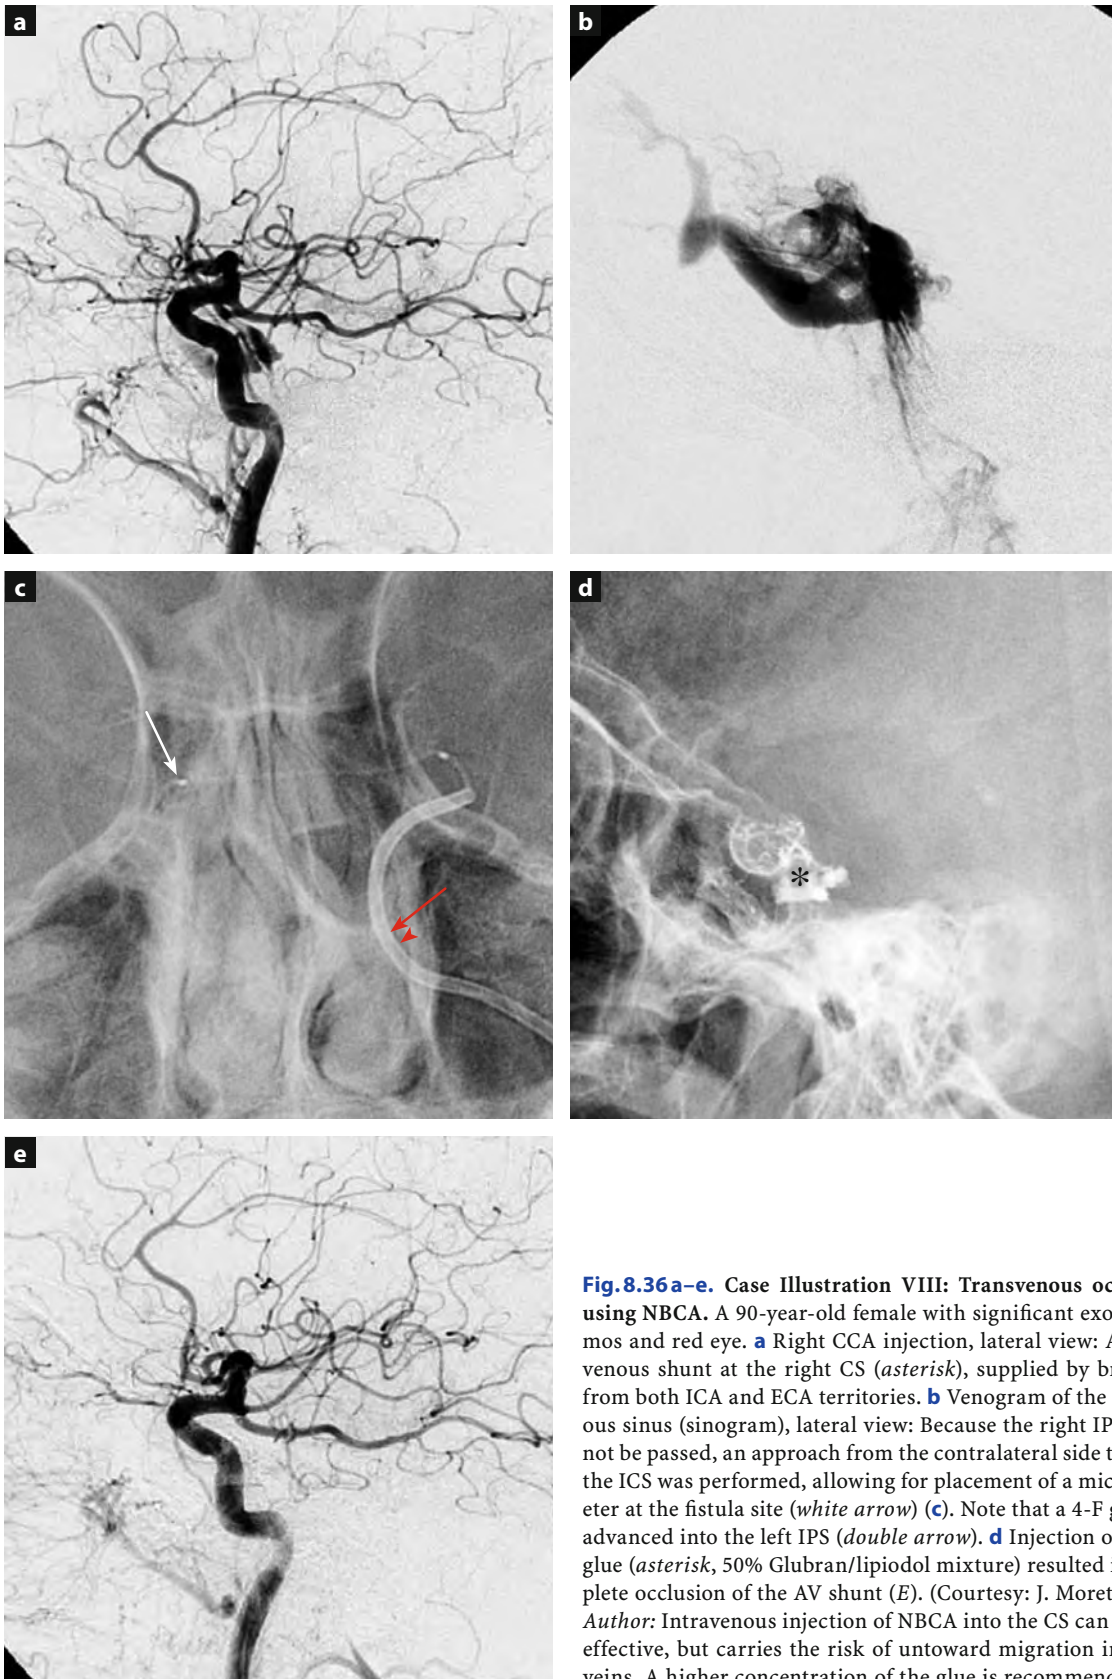 a
b
c
d
*
e
Fig. 8.36 a–e. Case Illustration VIII: Transvenous oc
using NBCA. A 90-year-old female with significant exo
mos and red eye. a Right CCA injection, lateral view: A
venous shunt at the right CS (asterisk), supplied by br
from both ICA and ECA territories. b Venogram of the
ous sinus (sinogram), lateral view: Because the right IP
not be passed, an approach from the contralateral side t
the ICS was performed, allowing for placement of a mic
eter at the fistula site (white arrow) (c). Note that a 4-F g
advanced into the left IPS (double arrow). d Injection o
glue (asterisk, 50% Glubran/lipiodol mixture) resulted i
plete occlusion of the AV shunt (E). (Courtesy: J. Moret
Author: Intravenous injection of NBCA into the CS can
effective, but carries the risk of untoward migration i
veins. A higher concentration of the glue is recommenc